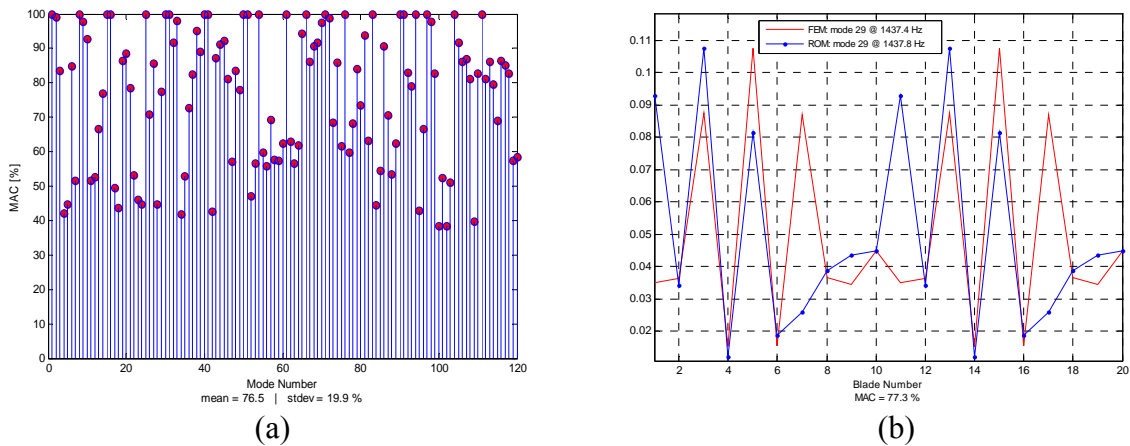 100
90
80
70
60
50
40
30
20
10
0
MAC [%]
0 20 40 60 80 100 120
Mode Number
mean = 76.5 | stdev = 19.9 %
(a)
FEM: mode 29 @ 1437.4 Hz
ROM: mode 29 @ 1437.8 Hz
0.11
0.1
0.09
0.08
0.07
0.06
0.05
0.04
0.03
0.02
2 4 6 8 10 12 14 16 18 20
Blade Number
MAC = 77.3 %
(b)